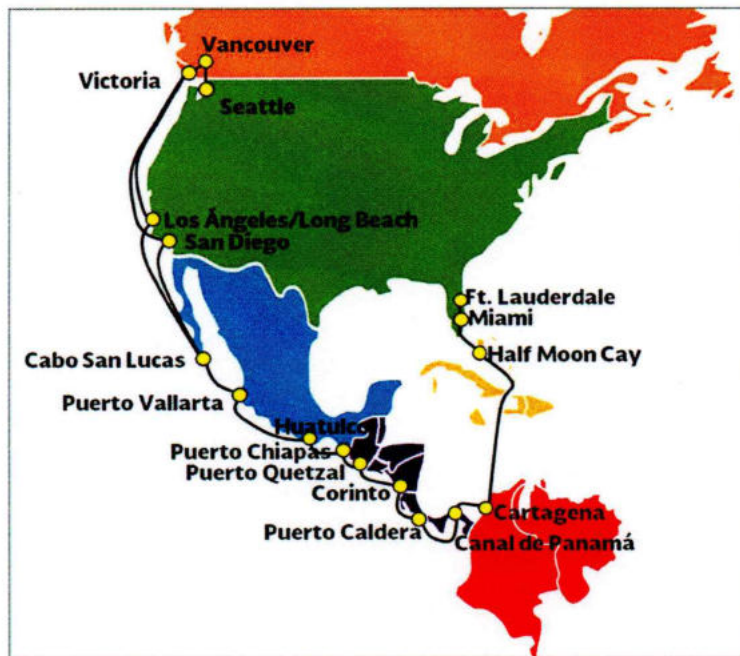 Vancouver
Victoria
Seattle
Los Ángeles/Long Beach
San Diego
Ft. Lauderdale
Miami
Half Moon Cay
Cabo San Lucas
Puerto Vallarta
Huatulco
Puerto Chiapas
Puerto Quetzal
Corinto
Cartagena
Puerto Caldera
Canal de Panamá